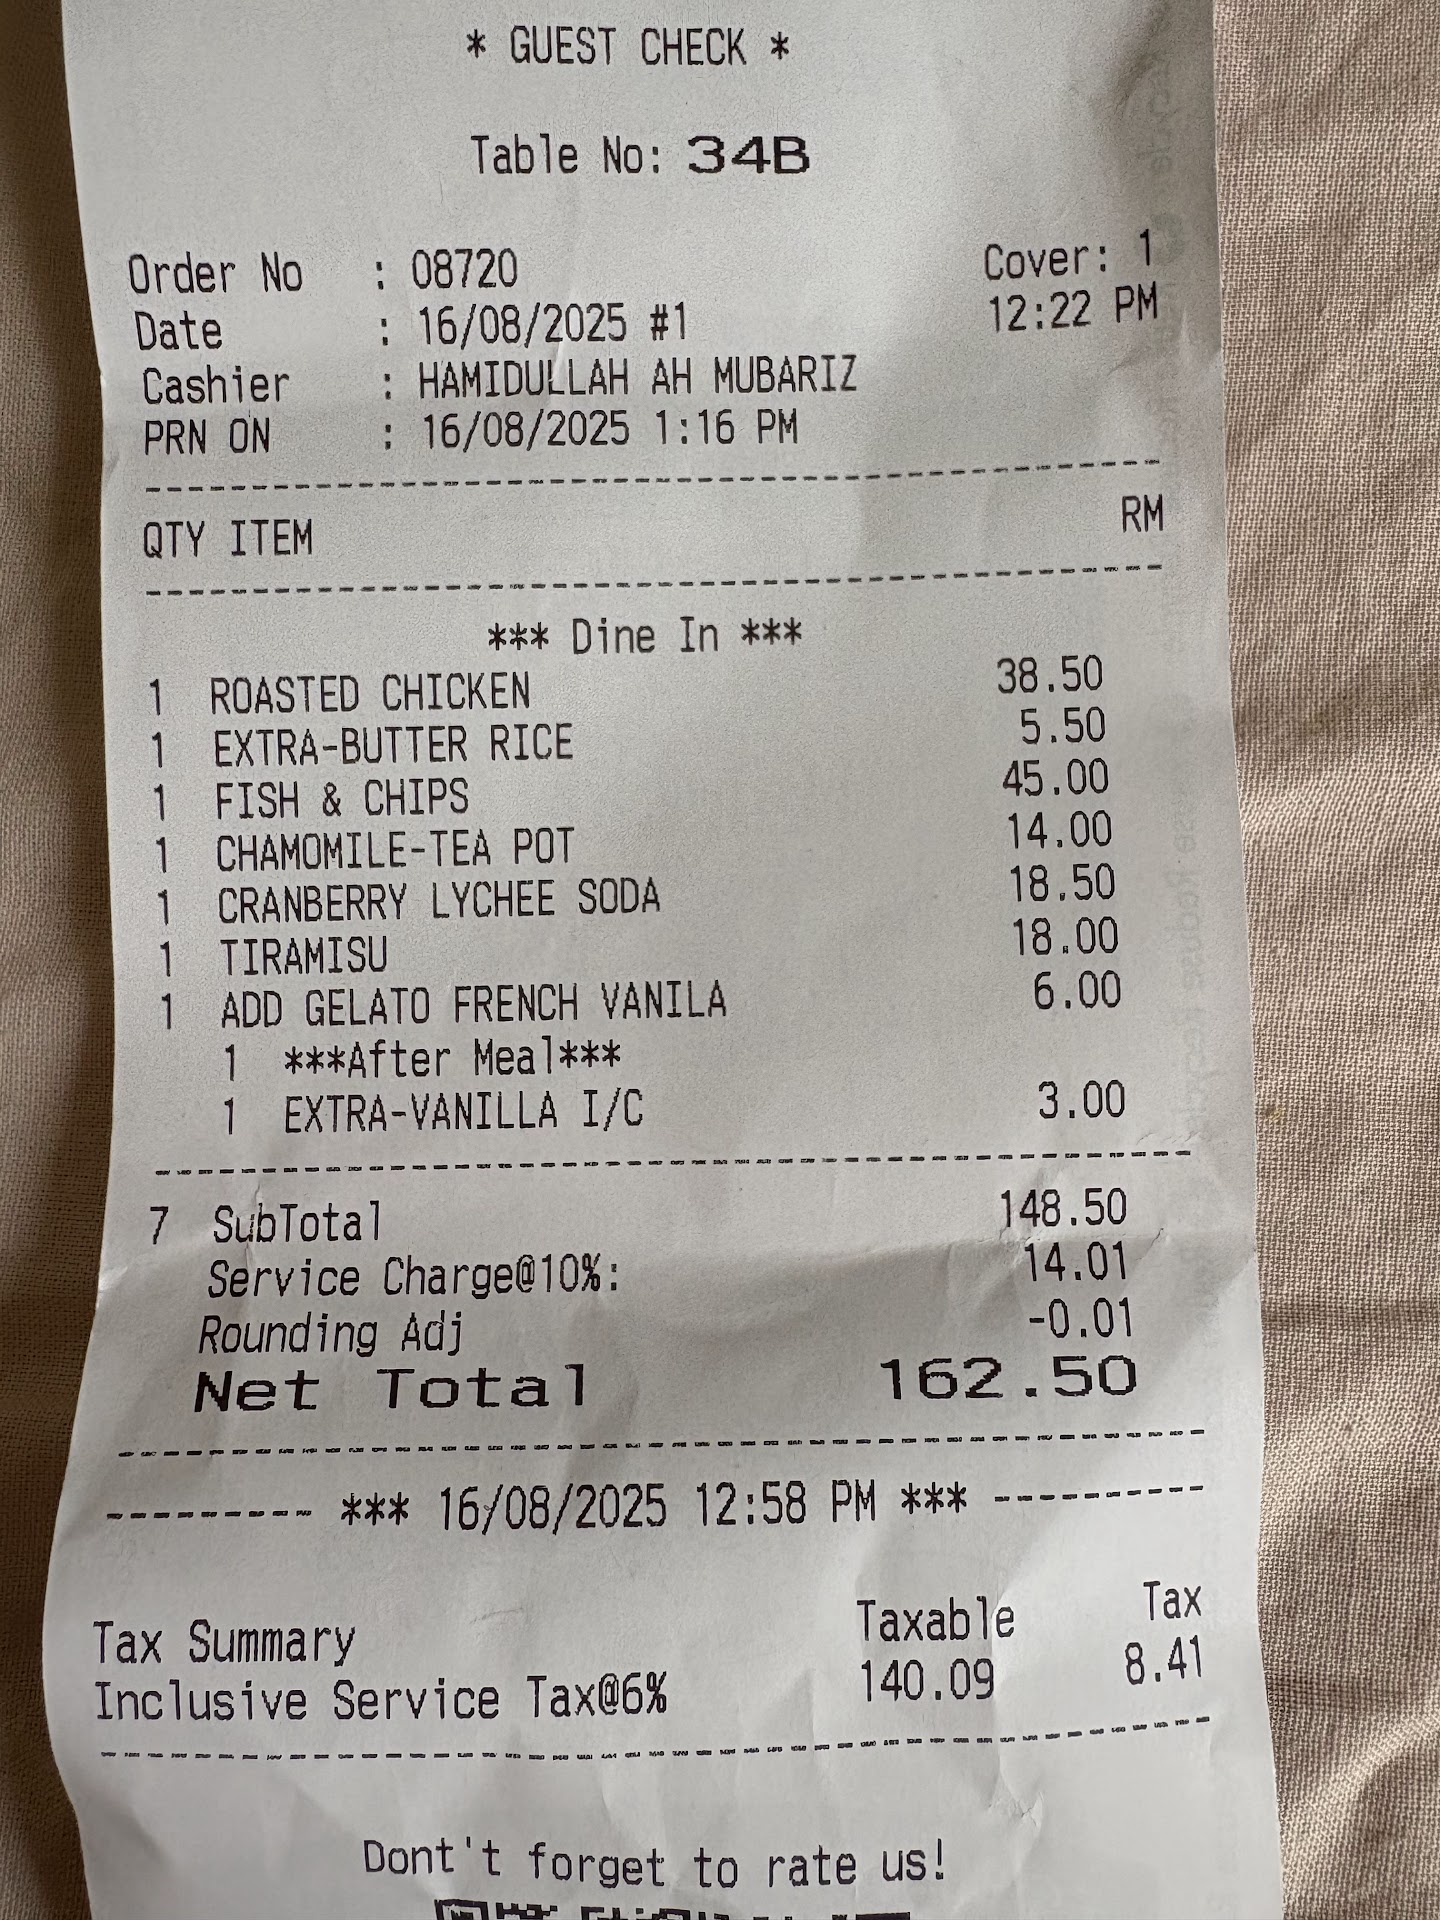 * GUEST CHECK *
Table No: 34B
Order No : 08720 Cover: 1
Date : 16/08/2025 #1 12:22 PM
Cashier : HAMIDULLAH AH MUBARIZ
PRN ON : 16/08/2025 1:16 PM
QTY ITEM RM
*** Dine In ***
1 ROASTED CHICKEN 38.50
1 EXTRA-BUTTER RICE 5.50
1 FISH & CHIPS 45.00
1 CHAMOMILE-TEA POT 14.00
1 CRANBERRY LYCHEE SODA 18.50
1 TIRAMISU 18.00
1 ADD GELATO FRENCH VANILA 6.00
1 ***After Meal***
1 EXTRA-VANILLA I/C 3.00
7 SubTotal 148.50
Service Charge@10%: 14.01
Rounding Adj -0.01
Net Total 162.50
--------- *** 16/08/2025 12:58 PM *** ---------
Tax Summary Taxable Tax
Inclusive Service Tax@6% 140.09 8.41
Dont't forget to rate us!